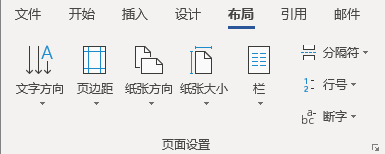 文件 开始 插入 设计 布局 引用 邮件
文字方向 页边距 纸张方向 纸张大小 栏
分隔符
行号
断字
页面设置